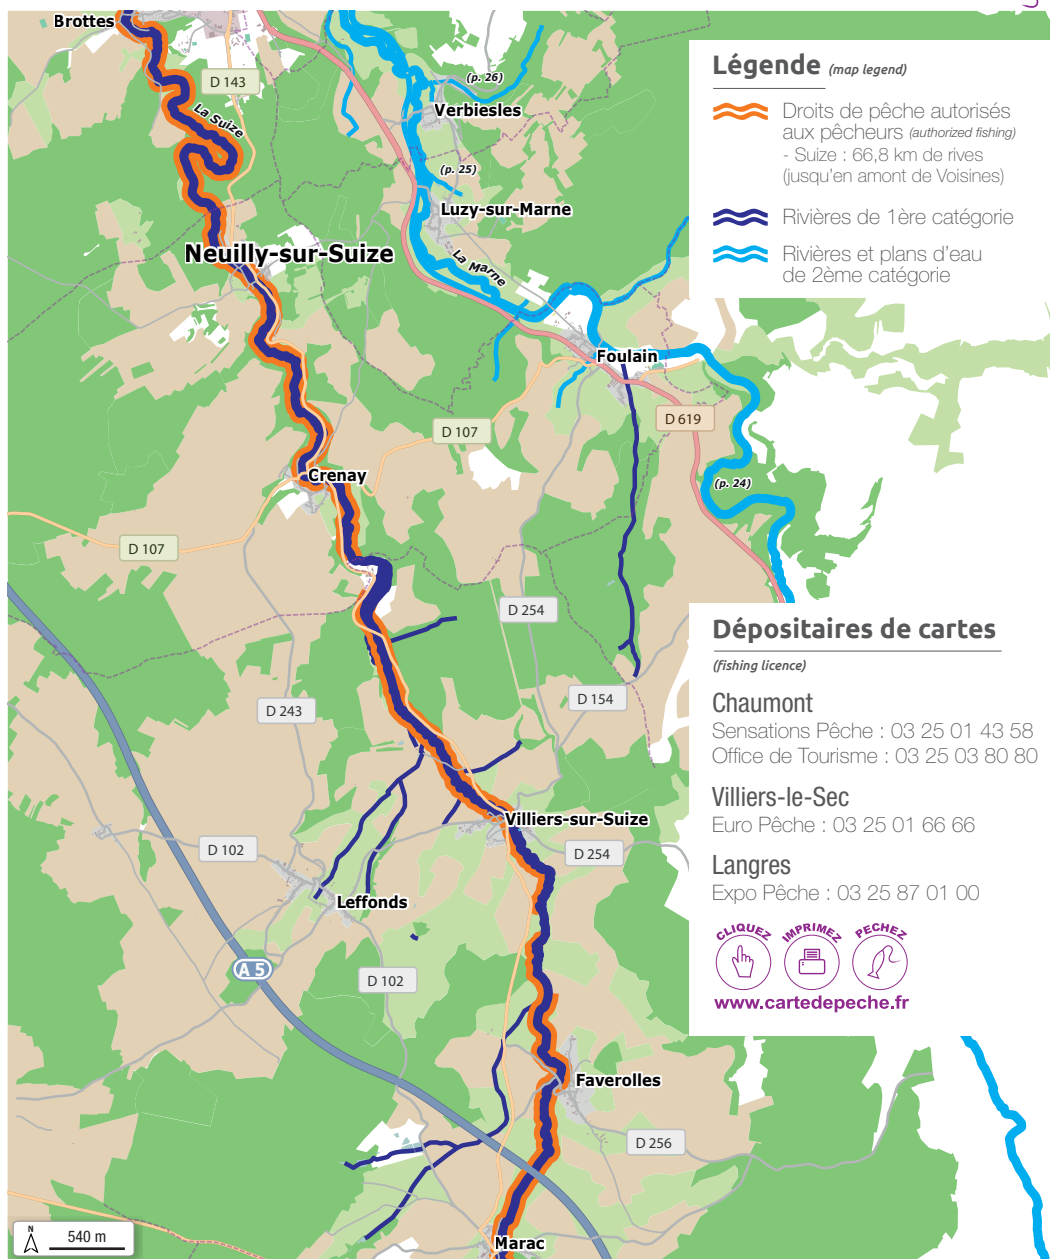 Brottes
D 143
La Suize
(p. 26)
Verbiesles
(p. 25)
Luzy-sur-Marne
Neuilly-sur-Suize
La Marne
Foulain
D 619
D 107
Crenay
(p. 24)
D 107
D 254
D 154
D 243
Villiers-sur-Suize
D 102
D 254
Leffonds
A 5
D 102
Faverolles
D 256
Marac
N
540 m
Légende (map legend)
Droits de pêche autorisés
aux pêcheurs (authorized fishing)
- Suize : 66,8 km de rives
(jusqu'en amont de Voisines)
Rivières de 1ère catégorie
Rivières et plans d'eau
de 2ème catégorie
Dépositaires de cartes
(fishing licence)
Chaumont
Sensations Pêche : 03 25 01 43 58
Office de Tourisme : 03 25 03 80 80
Villiers-le-Sec
Euro Pêche : 03 25 01 66 66
Langres
Expo Pêche : 03 25 87 01 00
CLIQUEZ IMPRIMEZ PECHEZ
www.cartedepeche.fr